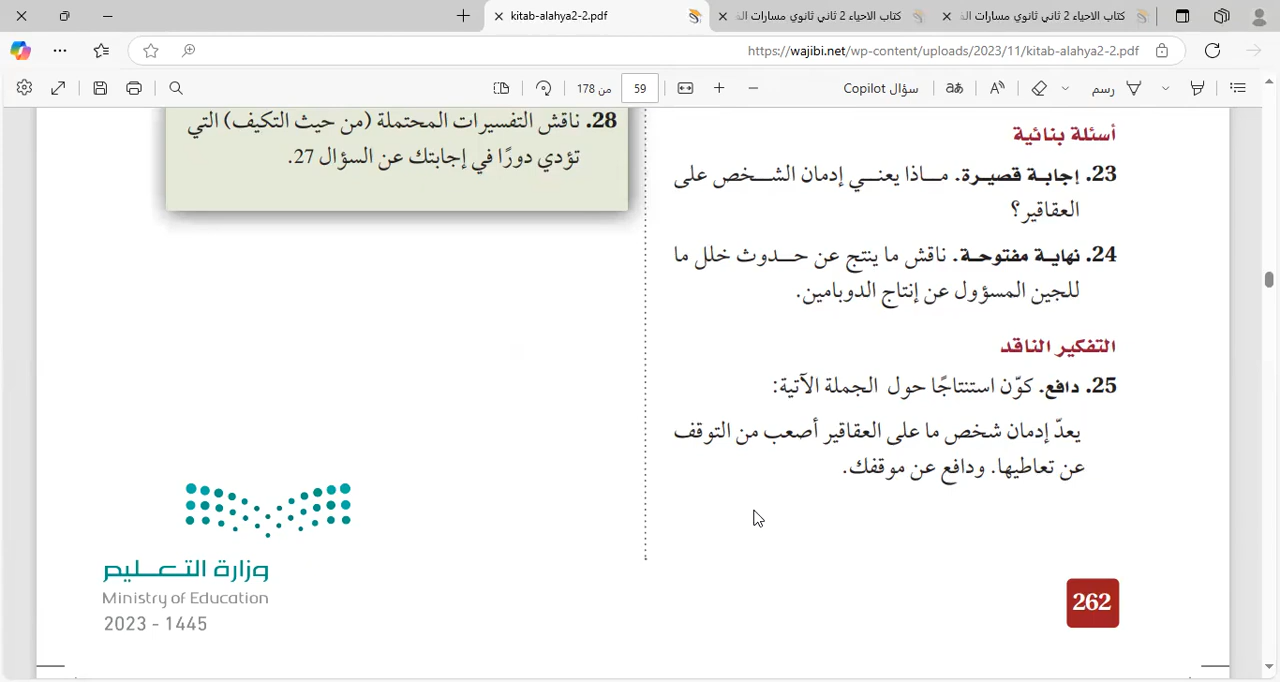 kitab-alahya2-2.pdf
كتاب الاحياء 2 ثاني ثانوي مسارات الف
كتاب الاحياء 2 ثاني ثانوي مسارات الف
https://wajibi.net/wp-content/uploads/2023/11/kitab-alahya2-2.pdf
59
من 178
سؤال Copilot
رسم
أسئلة بنائية
23. إجابة قصيرة. ماذا يعني إدمان الشخص على
العقاقير؟
24. نهاية مفتوحة. ناقش ما ينتج عن حدوث خلل ما
للجين المسؤول عن إنتاج الدوبامين.
التفكير الناقد
25. دافع. كوّن استنتاجًا حول الجملة الآتية:
يعدّ إدمان شخص ما على العقاقير أصعب من التوقف
عن تعاطيها. ودافع عن موقفك.
262
28. ناقش التفسيرات المحتملة (من حيث التكيف) التي
تؤدي دورًا في إجابتك عن السؤال 27.
وزارة التعليم
Ministry of Education
2023 - 1445